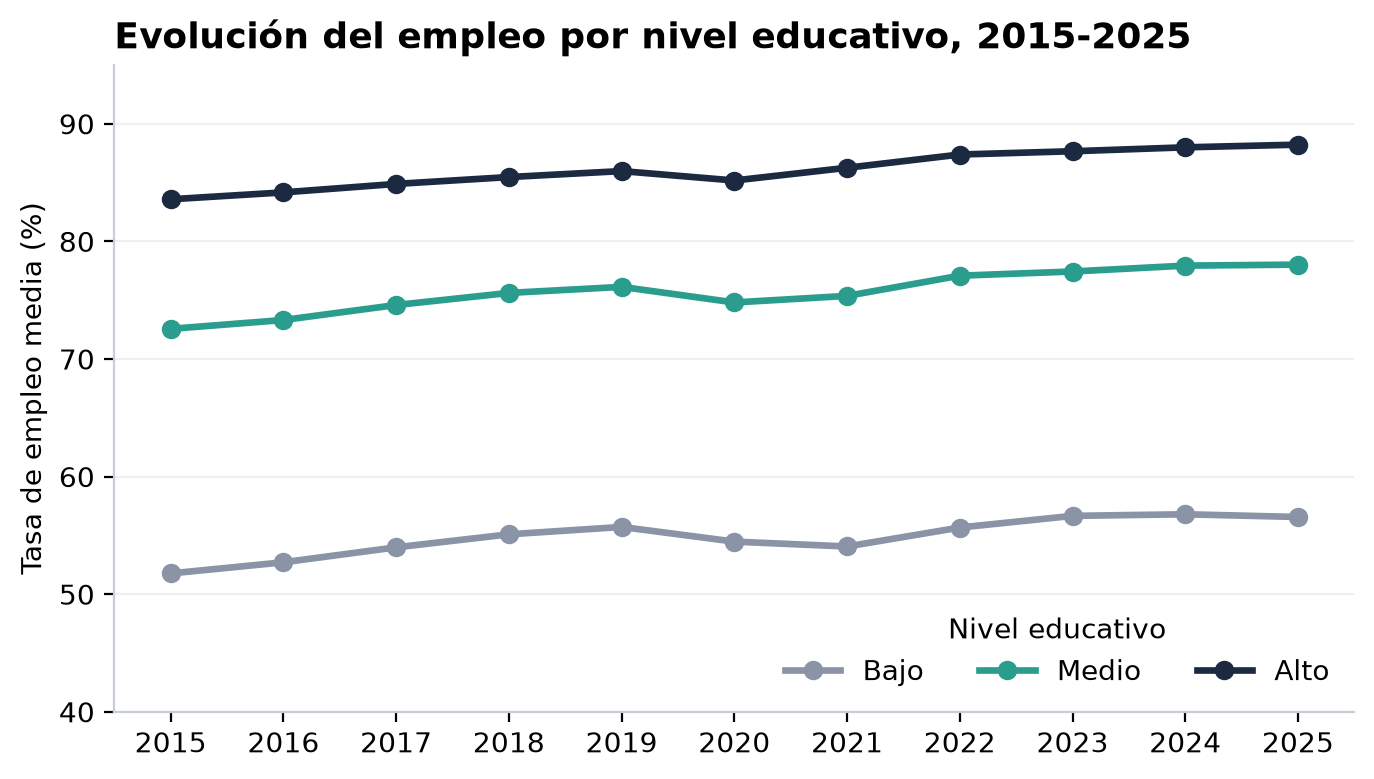 Evolución del empleo por nivel educativo, 2015-2025
Tasa de empleo media (%)
90
80
70
60
50
40
Nivel educativo
Bajo Medio Alto
2015 2016 2017 2018 2019 2020 2021 2022 2023 2024 2025